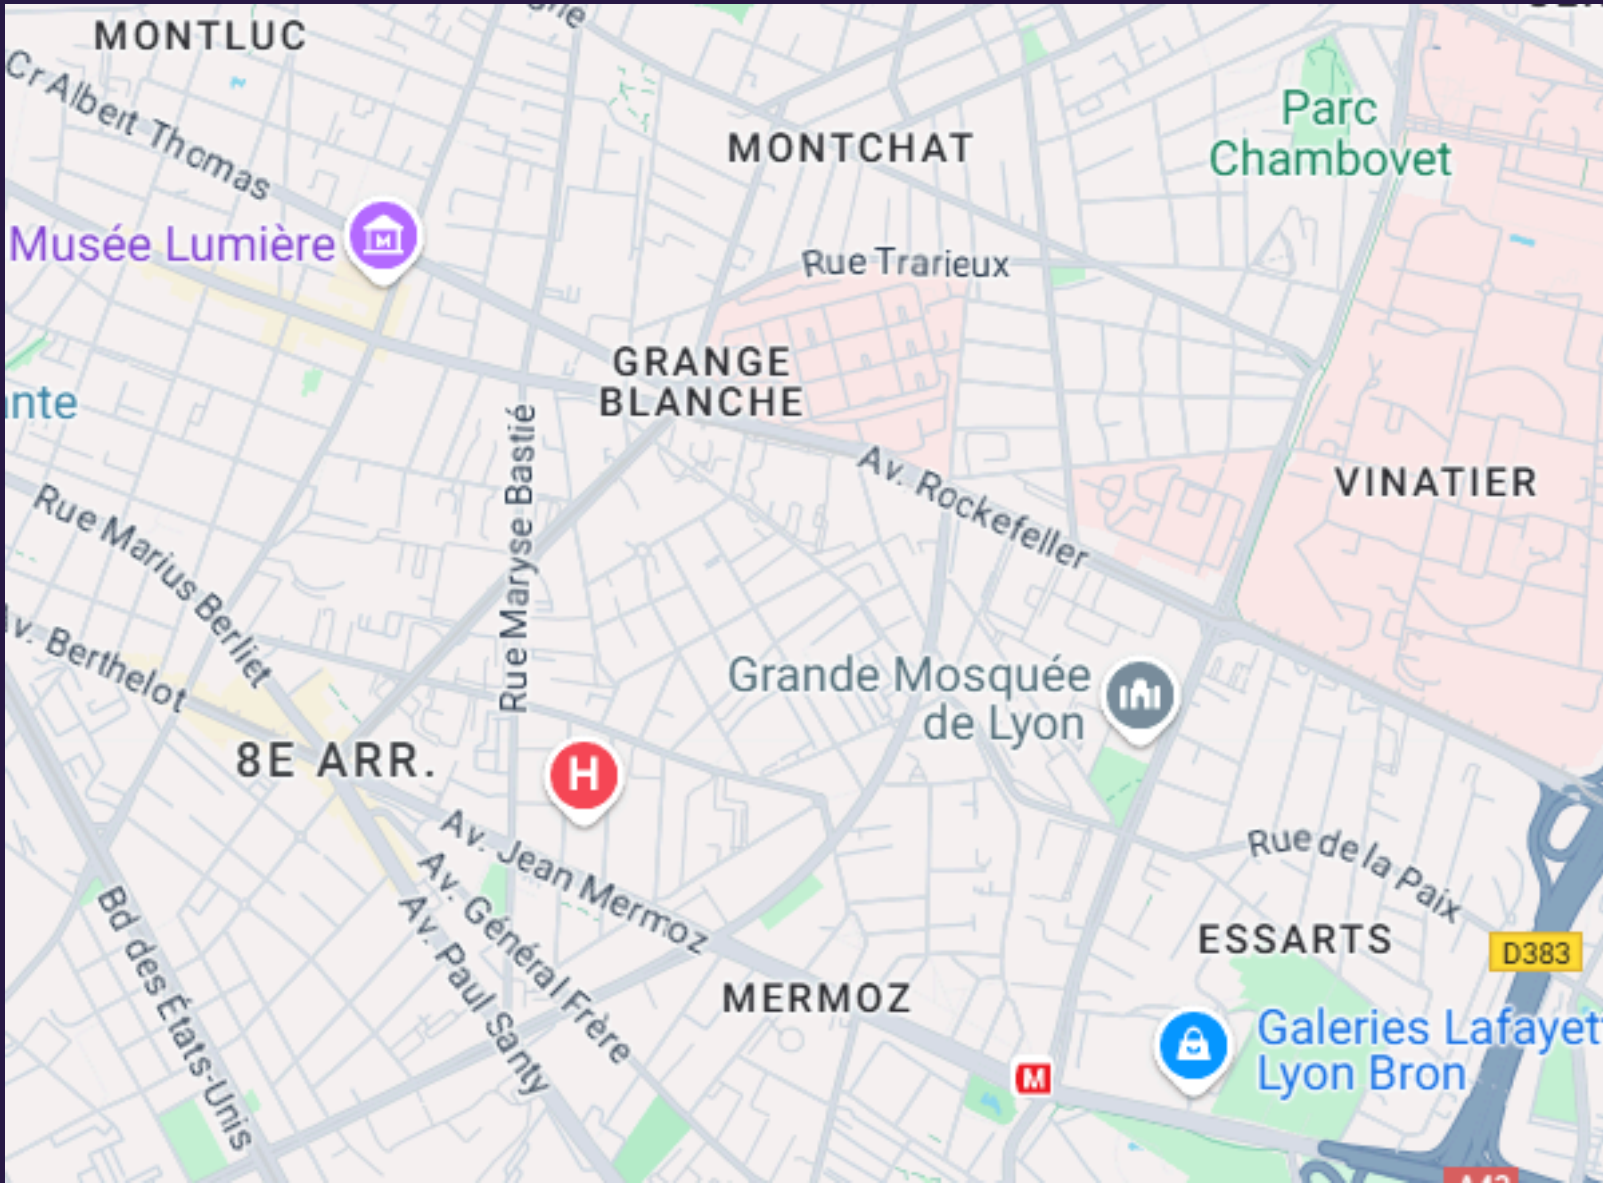 MONTLUC
Cr Albert Thomas
MONTCHAT
Parc
Chambovet
Musée Lumière
M
Rue Trarieux
GRANGE
BLANCHE
nte
Av. Rockefeller
VINATIER
Rue Maryse Bastié
Rue Marius Berliet
Av. Berthelot
Grande Mosquée
de Lyon
8E ARR.
H
Av. Jean Mermoz
Av. Général Frère
Av. Paul Santy
Bd des États-Unis
Rue de la Paix
ESSARTS
D383
MERMOZ
Galeries Lafayet
Lyon Bron
M